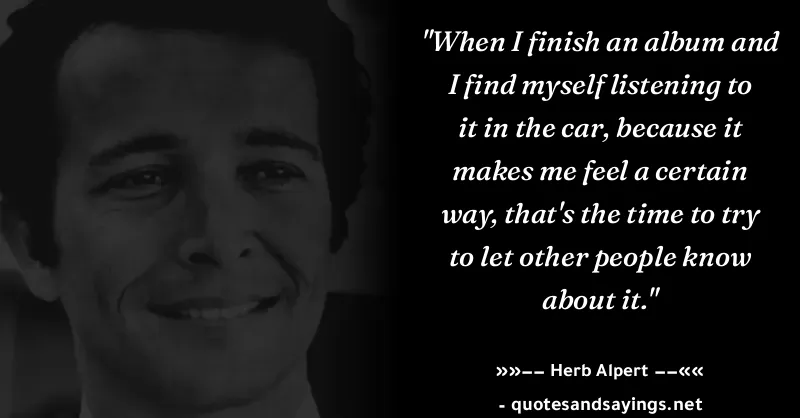 "When I finish an album and
I find myself listening to
it in the car, because it
makes me feel a certain
way, that's the time to try
to let other people know
about it."
»»−− Herb Alpert −−««
- quotesandsayings.net